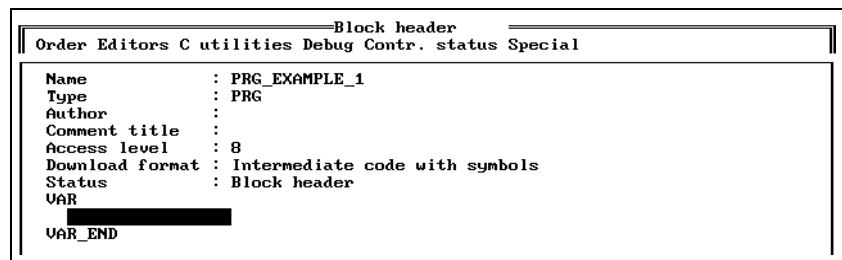 Block header
Order Editors C utilities Debug Contr. status Special
Name : PRG_EXAMPLE_1
Type : PRG
Author :
Comment title :
Access level : 8
Download format : Intermediate code with symbols
Status : Block header
VAR
VAR_END